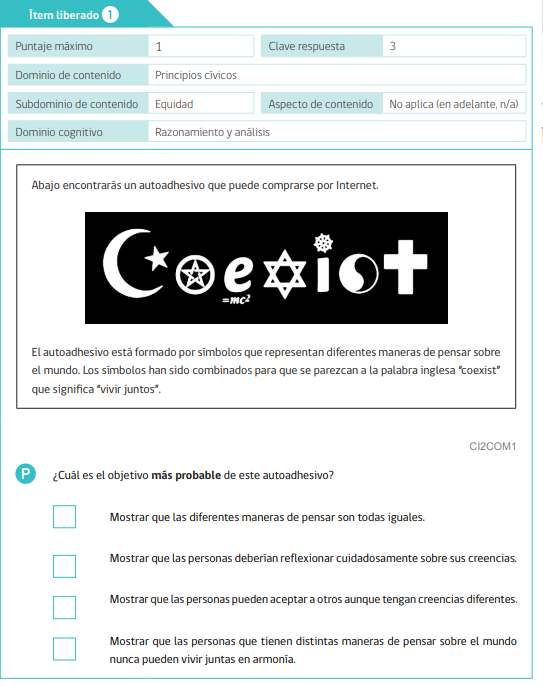 Ítem liberado 1
Puntaje máximo 1 Clave respuesta 3
Dominio de contenido Principios cívicos
Subdominio de contenido Equidad Aspecto de contenido No aplica (en adelante, n/a)
Dominio cognitivo Razonamiento y análisis
Abajo encontrarás un autoadhesivo que puede comprarse por Internet.
Coexist
=mc²
El autoadhesivo está formado por símbolos que representan diferentes maneras de pensar sobre
el mundo. Los símbolos han sido combinados para que se parezcan a la palabra inglesa “coexist”
que significa “vivir juntos”.
CI2COM1
P ¿Cuál es el objetivo más probable de este autoadhesivo?
Mostrar que las diferentes maneras de pensar son todas iguales.
Mostrar que las personas deberían reflexionar cuidadosamente sobre sus creencias.
Mostrar que las personas pueden aceptar a otros aunque tengan creencias diferentes.
Mostrar que las personas que tienen distintas maneras de pensar sobre el mundo
nunca pueden vivir juntas en armonía.